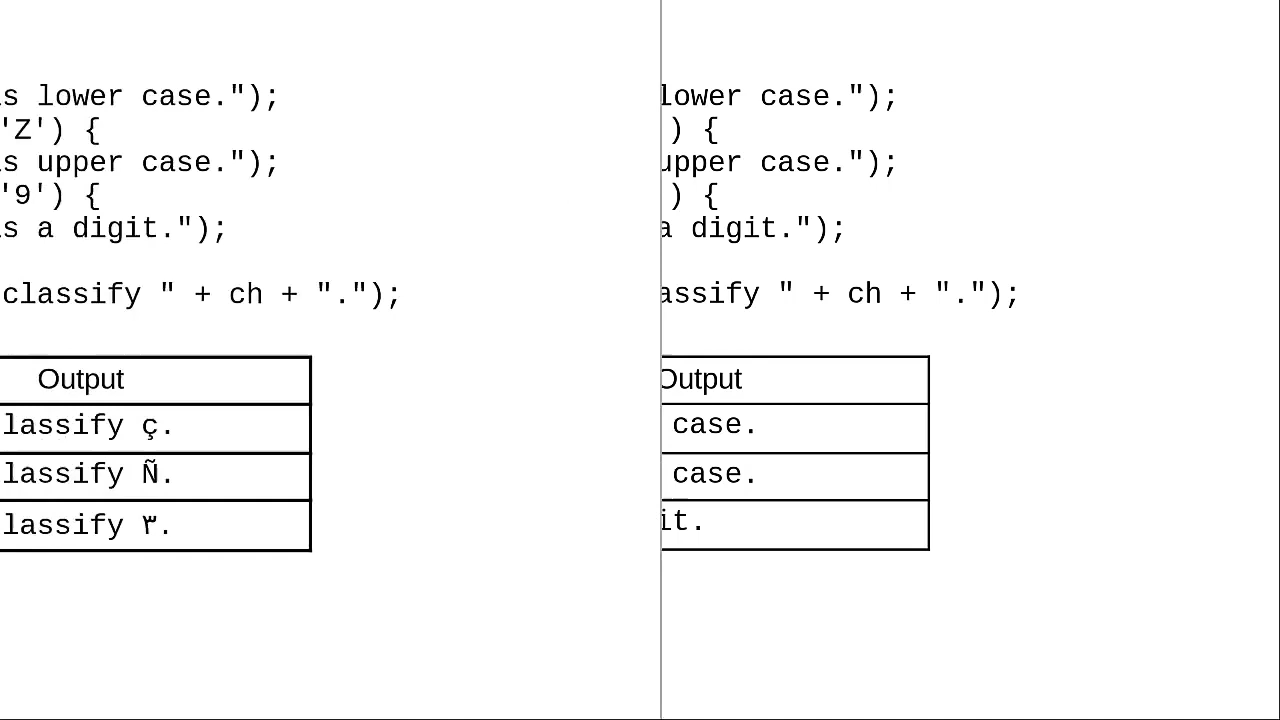 s lower case.");
'Z') {
s upper case.");
'9') {
s a digit.");
classify " + ch + ".");
Output
lassify ç.
lassify Ñ.
lassify ٣.
lower case.");
) {
upper case.");
) {
a digit.");
assify " + ch + ".");
Output
case.
case.
it.